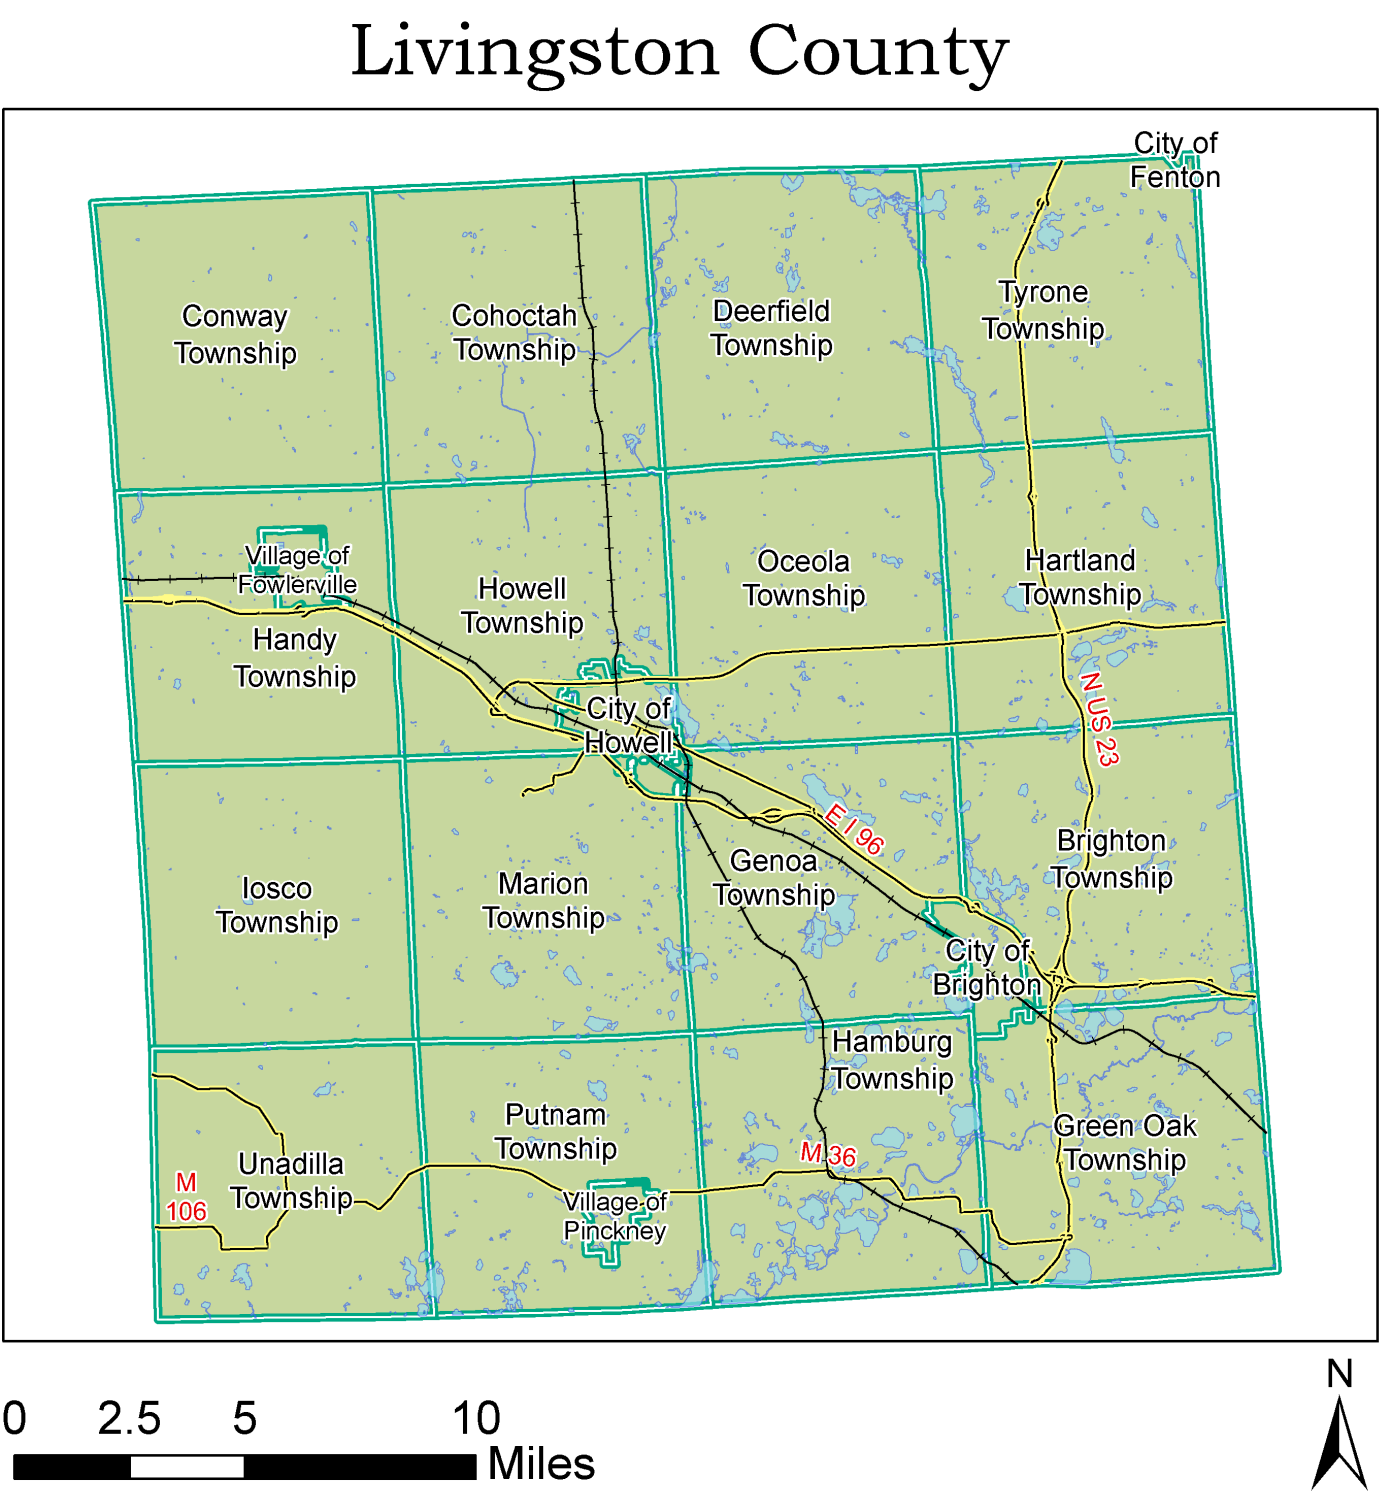 Livingston County
City of
Fenton
Conway
Township
Cohoctah
Township
Deerfield
Township
Tyrone
Township
Village of
Fowlerville
Handy
Township
Howell
Township
Oceola
Township
Hartland
Township
City of
Howell
N US 23
E I 96
Iosco
Township
Marion
Township
Genoa
Township
Brighton
Township
City of
Brighton
Hamburg
Township
Unadilla
Township
M
106
Putnam
Township
Village of
Pinckney
M 36
Green Oak
Township
0 2.5 5 10
Miles
N